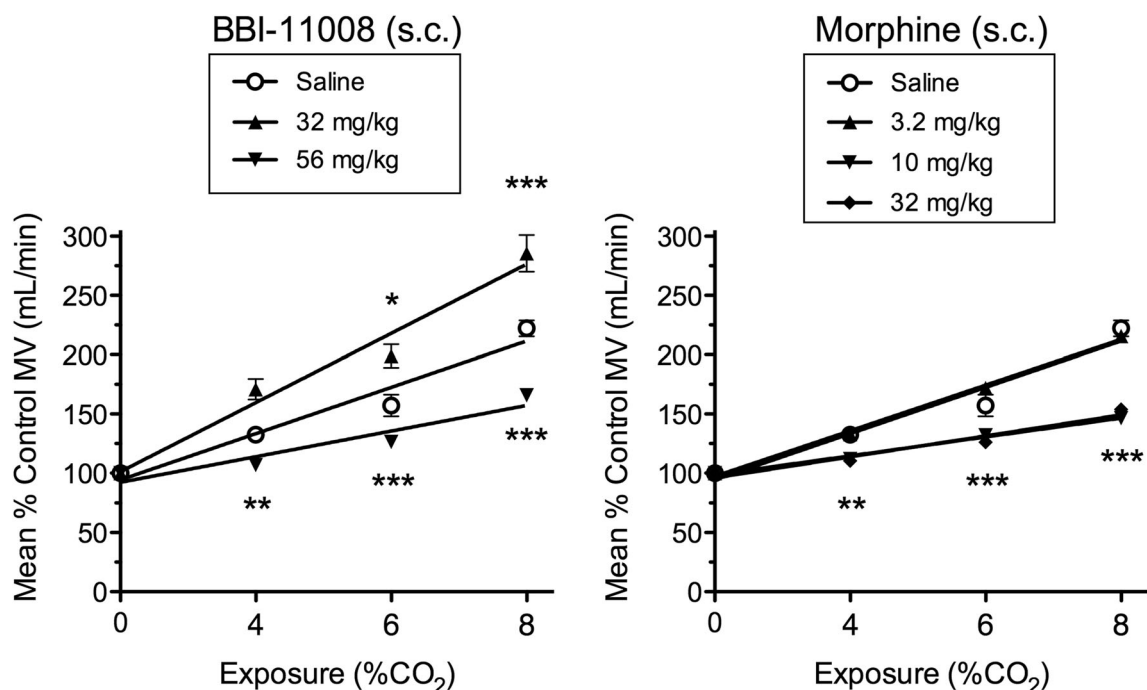 BBI-11008 (s.c.)
Saline
32 mg/kg
56 mg/kg
***
Mean % Control MV (mL/min)
300
250
200
150
100
50
0
*
**
***
***
0
4
6
8
Exposure (%CO₂)
Morphine (s.c.)
Saline
3.2 mg/kg
10 mg/kg
32 mg/kg
Mean % Control MV (mL/min)
300
250
200
150
100
50
0
**
***
***
0
4
6
8
Exposure (%CO₂)